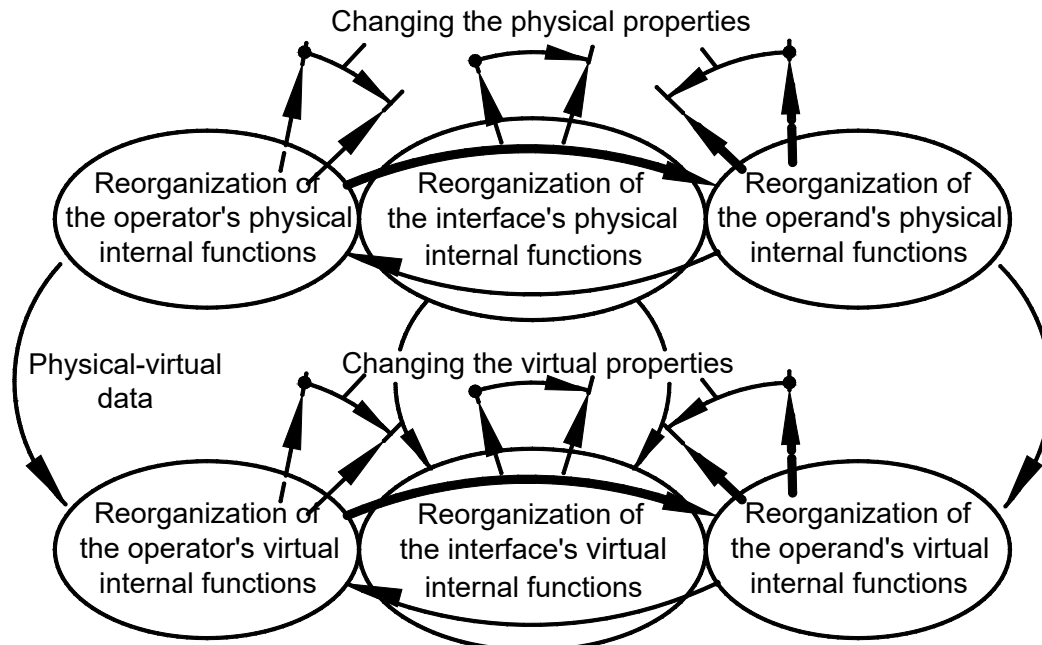 Changing the physical properties
Reorganization of
the operator's physical
internal functions
Reorganization of
the interface's physical
internal functions
Reorganization of
the operand's physical
internal functions
Physical-virtual
data
Changing the virtual properties
Reorganization of
the operator's virtual
internal functions
Reorganization of
the interface's virtual
internal functions
Reorganization of
the operand's virtual
internal functions